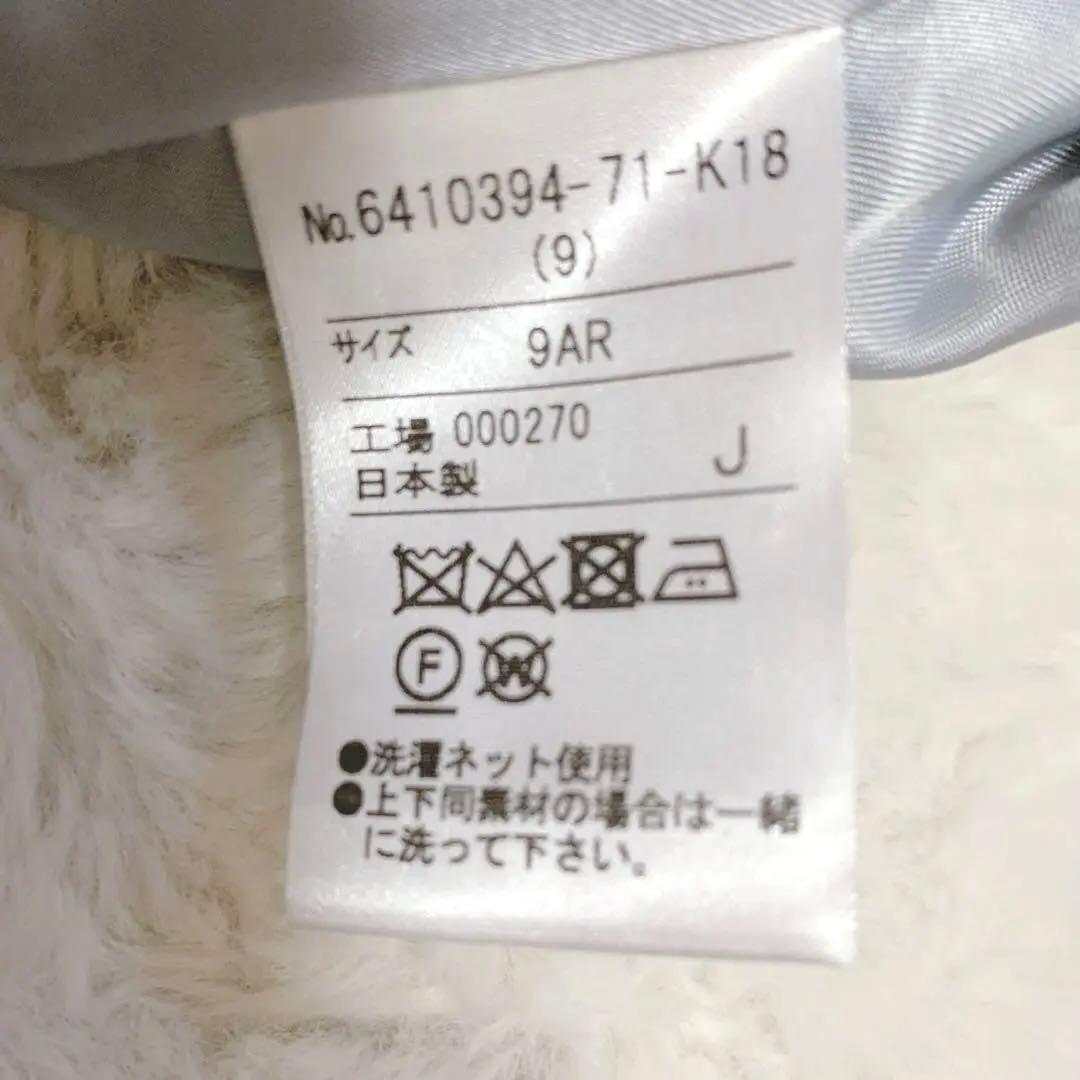 No.6410394-71-K18
(9)
サイズ 9AR
工場 000270
日本製 J
F W
●洗濯ネット使用
●上下同素材の場合は一緒
に洗って下さい。